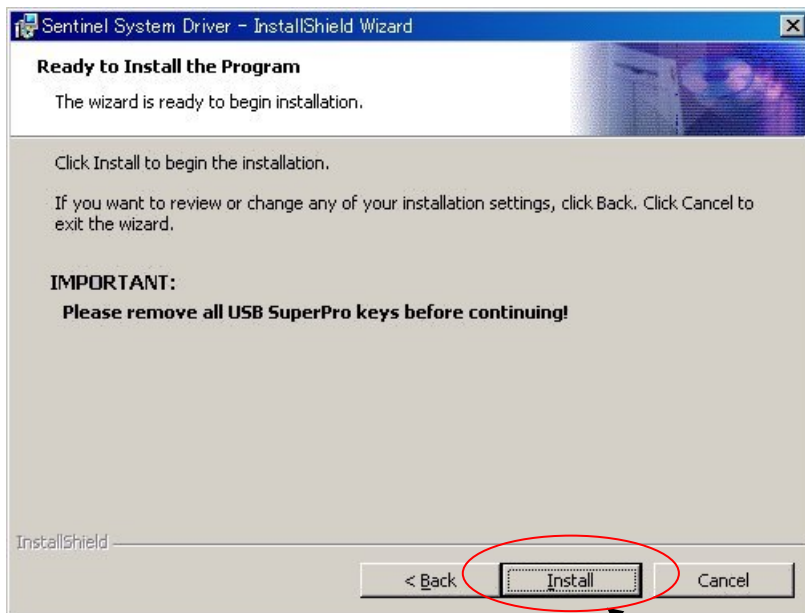 Sentinel System Driver - InstallShield Wizard
Ready to Install the Program
The wizard is ready to begin installation.
Click Install to begin the installation.
If you want to review or change any of your installation settings, click Back. Click Cancel to
exit the wizard.
IMPORTANT:
Please remove all USB SuperPro keys before continuing!
InstallShield
< Back
Install
Cancel